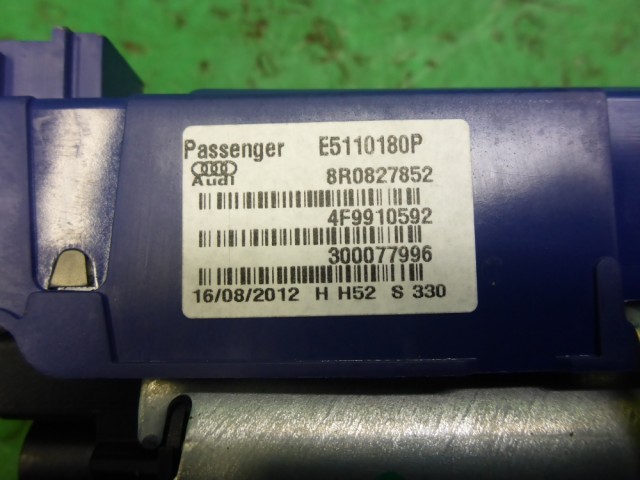 Passenger E5110180P
Audi 8R0827852
4F9910592
300077996
16/08/2012 H H52 S 330